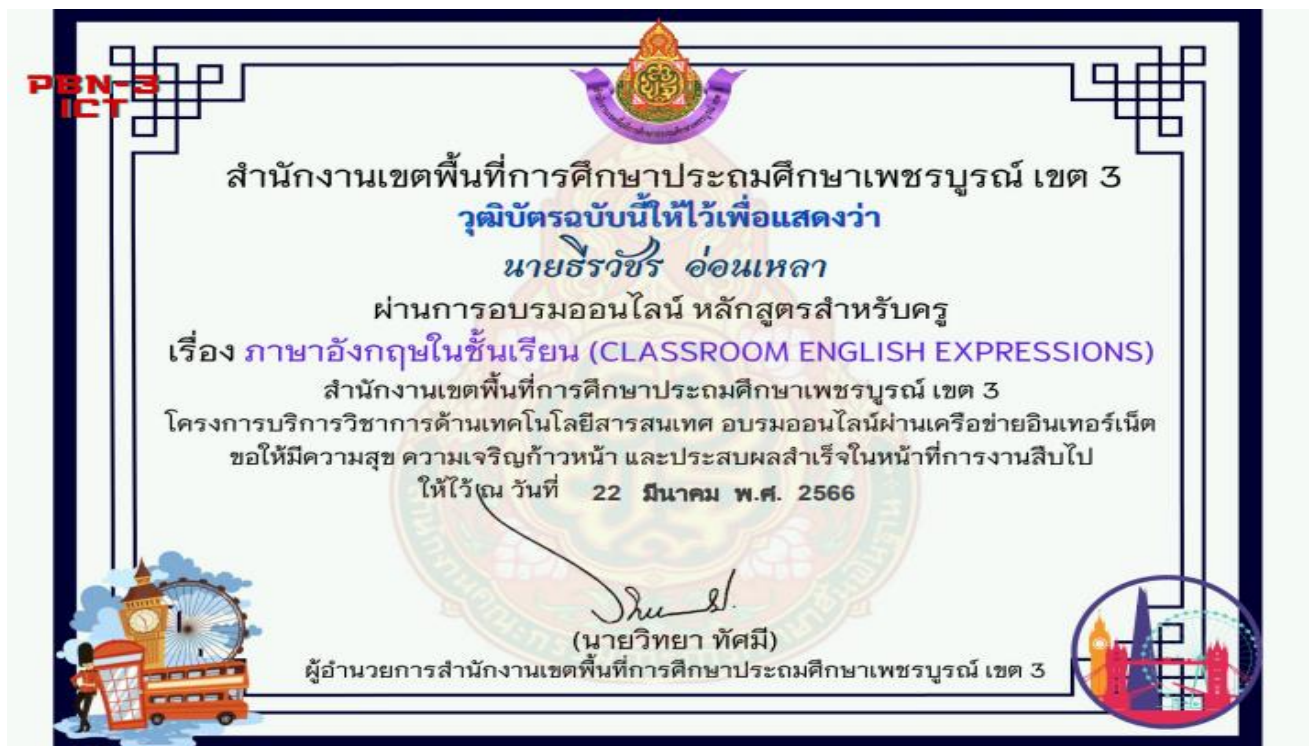 PBN-3
ICT
สำนักงานเขตพื้นที่การศึกษาประถมศึกษาเพชรบูรณ์ เขต 3
วุฒิบัตรฉบับนี้ให้ไว้เพื่อแสดงว่า
นายธีรวัชร อ่อนเหลา
ผ่านการอบรมออนไลน์ หลักสูตรสำหรับครู
เรื่อง ภาษาอังกฤษในชั้นเรียน (CLASSROOM ENGLISH EXPRESSIONS)
สำนักงานเขตพื้นที่การศึกษาประถมศึกษาเพชรบูรณ์ เขต 3
โครงการบริการวิชาการด้านเทคโนโลยีสารสนเทศ อบรมออนไลน์ผ่านเครือข่ายอินเทอร์เน็ต
ขอให้มีความสุข ความเจริญก้าวหน้า และประสบผลสำเร็จในหน้าที่การงานสืบไป
ให้ไว้ ณ วันที่ 22 มีนาคม พ.ศ. 2566
(นายวิทยา ทัศมี)
ผู้อำนวยการสำนักงานเขตพื้นที่การศึกษาประถมศึกษาเพชรบูรณ์ เขต 3